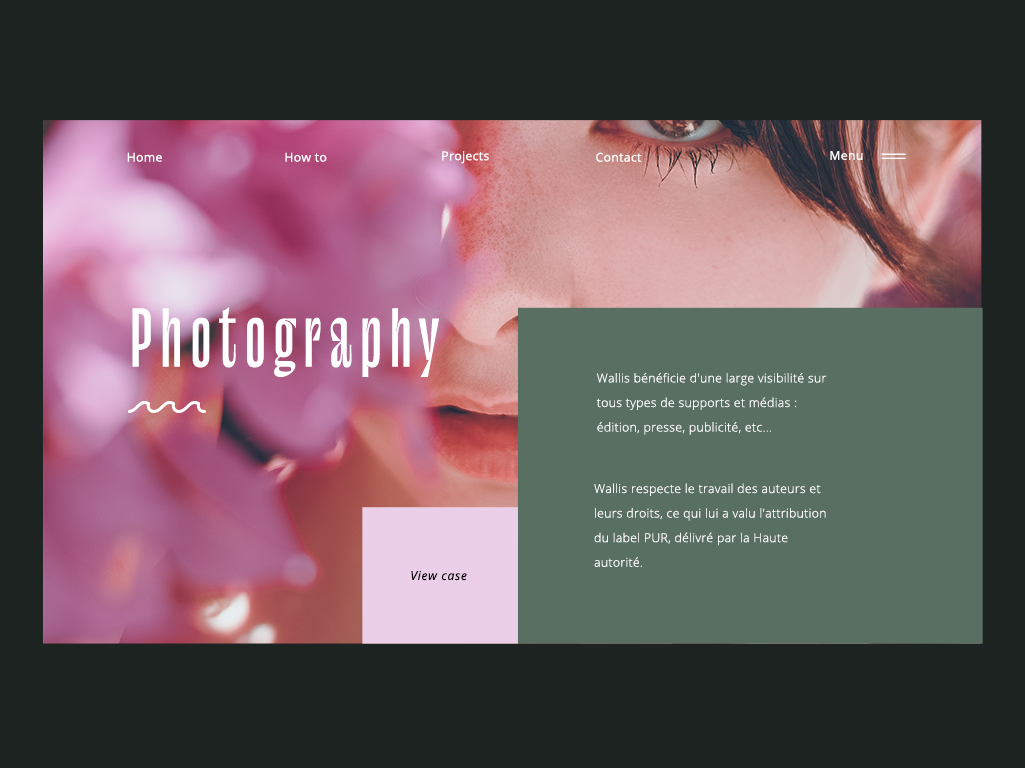 Home
How to
Projects
Contact
Menu
Photography
Wallis bénéficie d'une large visibilité sur
tous types de supports et médias :
édition, presse, publicité, etc...
Wallis respecte le travail des auteurs et
leurs droits, ce qui lui a valu l'attribution
du label PUR, délivré par la Haute
autorité.
View case